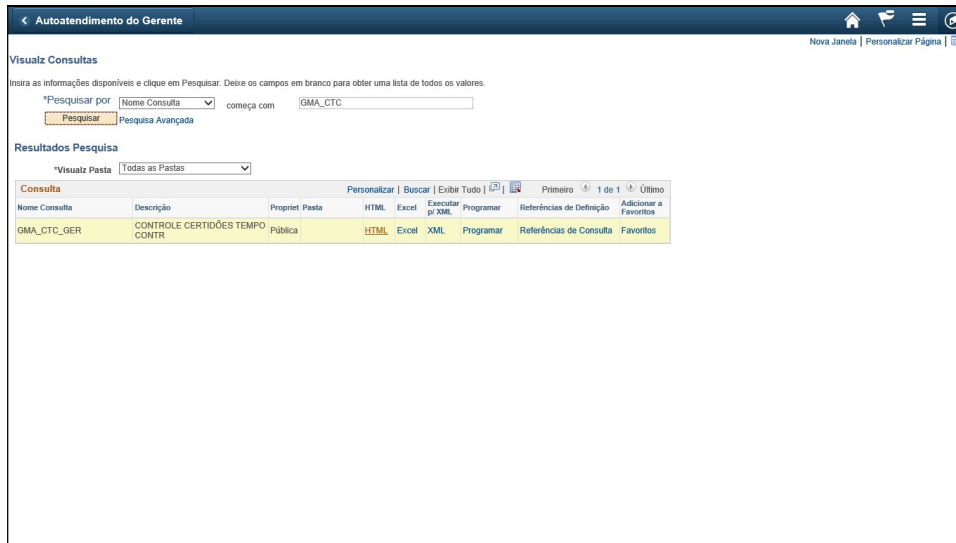 Autoatendimento do Gerente
Nova Janela | Personalizar Página |
Visualz Consultas
Insira as informações disponíveis e clique em Pesquisar. Deixe os campos em branco para obter uma lista de todos os valores.
*Pesquisar por Nome Consulta começa com GMA_CTC
Pesquisar Pesquisa Avançada
Resultados Pesquisa
*Visualz Pasta Todas as Pastas
Consulta Personalizar | Buscar | Exibir Tudo | | Primeiro 1 de 1 Último
Nome Consulta Descrição Propriet Pasta HTML Excel Executar p/ XML Programar Referências de Definição Adicionar a Favoritos
GMA_CTC_GER CONTROLE CERTIDÕES TEMPO CONTR Pública HTML Excel XML Programar Referências de Consulta Favoritos